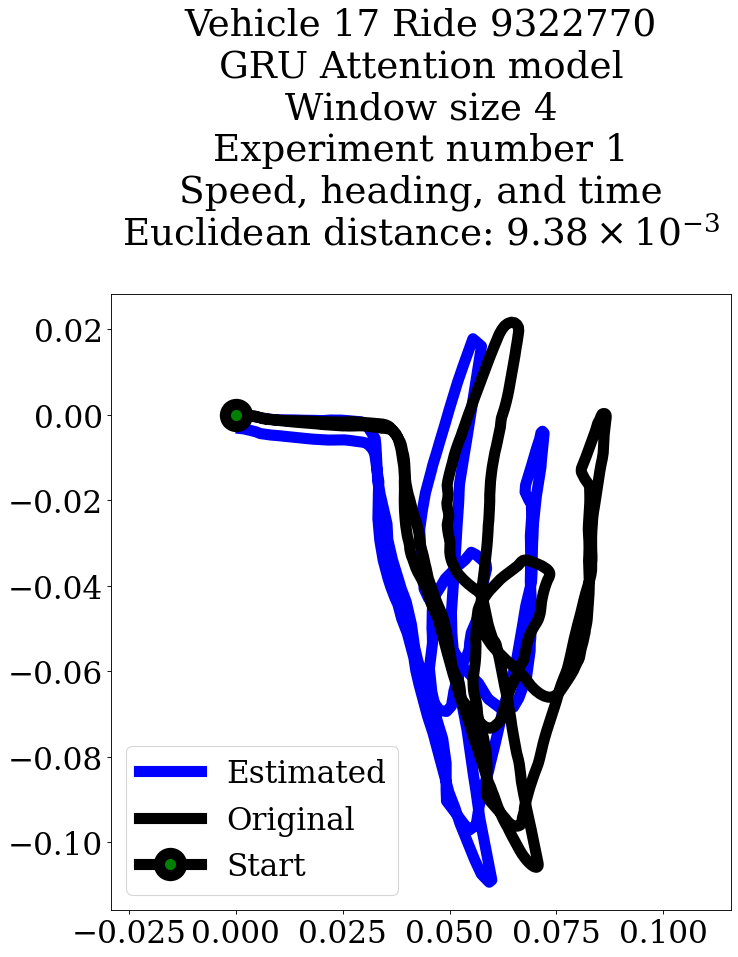 Vehicle 17 Ride 9322770
GRU Attention model
Window size 4
Experiment number 1
Speed, heading, and time
Euclidean distance: 9.38 × 10⁻³
0.02
0.00
−0.02
−0.04
−0.06
−0.08
−0.10
Estimated
Original
Start
−0.025 0.000 0.025 0.050 0.075 0.100